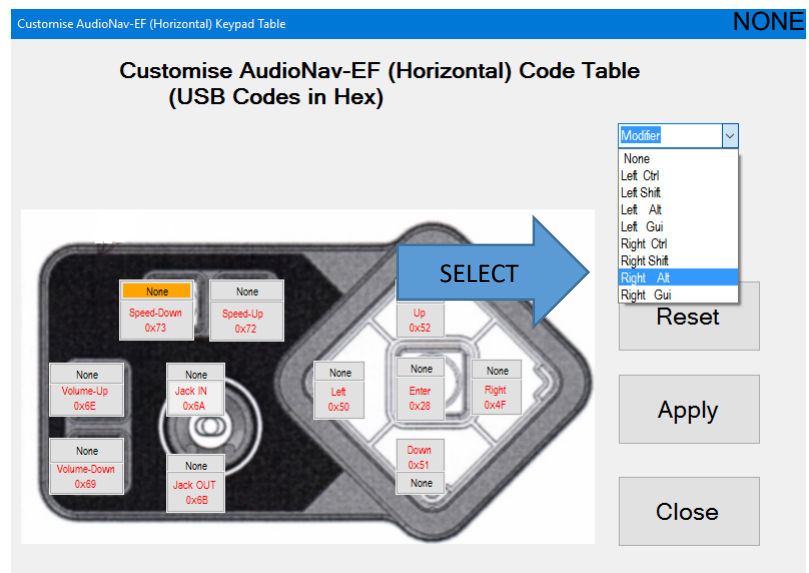 Customise AudioNav-EF (Horizontal) Keypad Table
NONE
Customise AudioNav-EF (Horizontal) Code Table
(USB Codes in Hex)
Modifier
None
Left Ctrl
Left Shift
Left Alt
Left Gui
Right Ctrl
Right Shift
Right Alt
Right Gui
SELECT
None
Speed-Down
0x73
None
Speed-Up
0x72
Up
0x52
None
Volume-Up
0x6E
None
Jack IN
0x6A
None
Left
0x50
None
Enter
0x28
None
Right
0x4F
None
Volume-Down
0x69
None
Jack OUT
0x6B
Down
0x51
None
Reset
Apply
Close